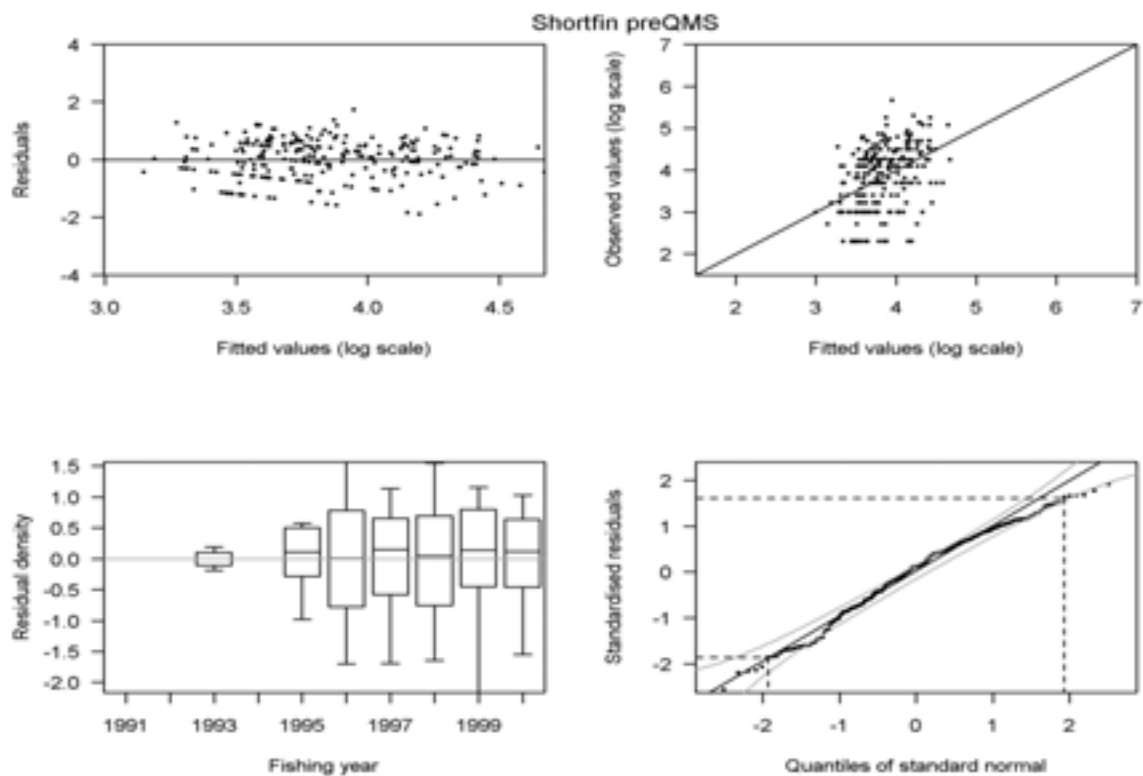 Shortfin preQMS
4
2
0
-2
-4
Residuals
3.0 3.5 4.0 4.5
Fitted values (log scale)
7
6
5
4
3
2
Observed values (log scale)
2 3 4 5 6 7
Fitted values (log scale)
1.5
1.0
0.5
0.0
-0.5
-1.0
-1.5
-2.0
Residual density
1991 1993 1995 1997 1999
Fishing year
2
1
0
-1
-2
Standardised residuals
-2 -1 0 1 2
Quantiles of standard normal